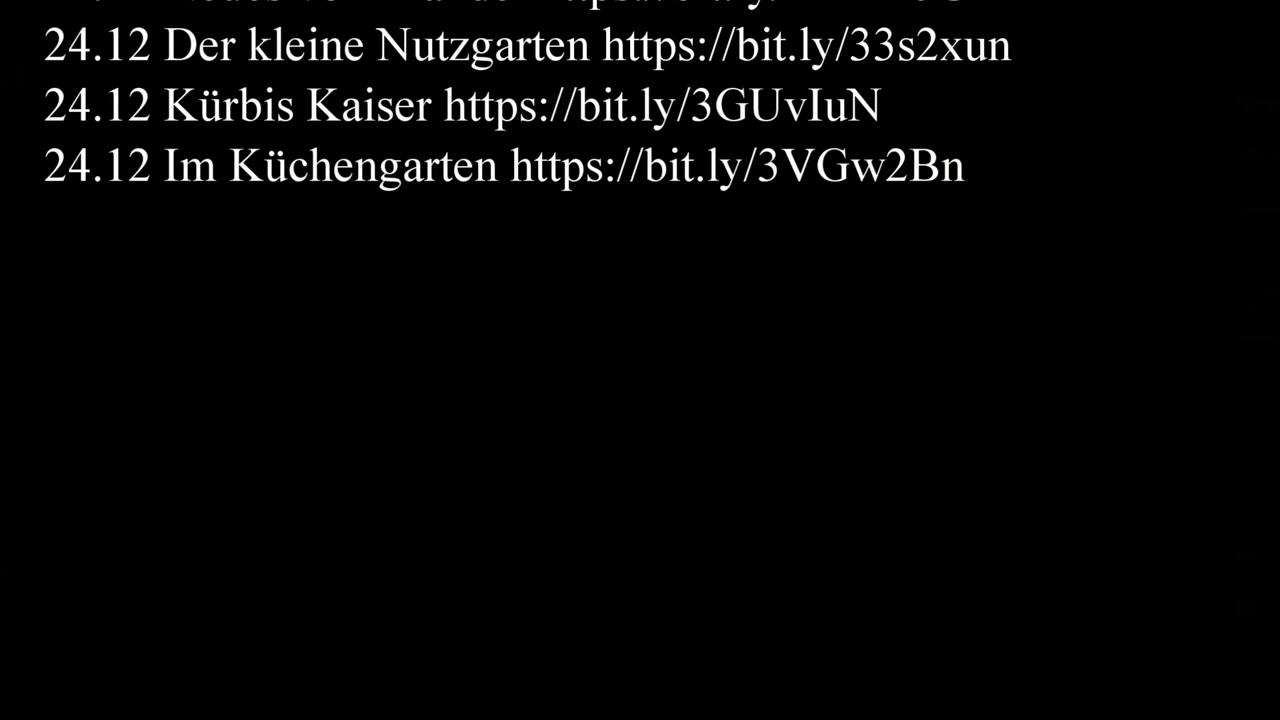 24.12 Der kleine Nutzgarten https://bit.ly/33s2xun
24.12 Kürbis Kaiser https://bit.ly/3GUvIuN
24.12 Im Küchengarten https://bit.ly/3VGw2Bn